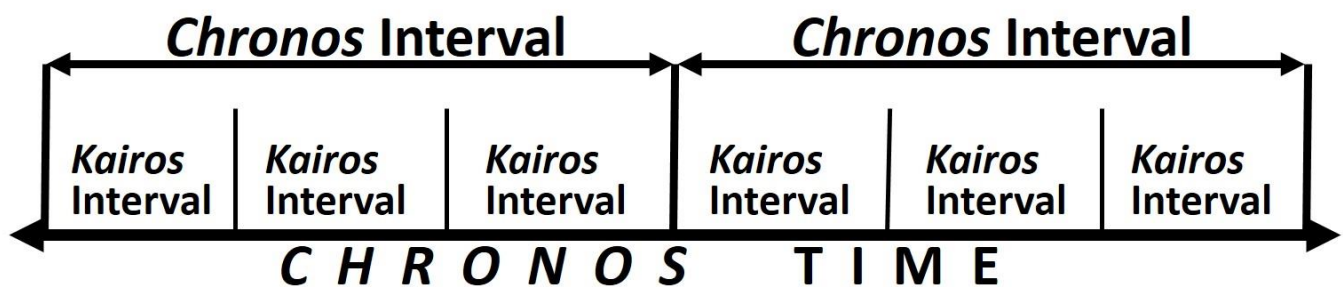 Chronos Interval Chronos Interval
Kairos Kairos Kairos Kairos Kairos Kairos
Interval Interval Interval Interval Interval Interval
CHRONOS TIME